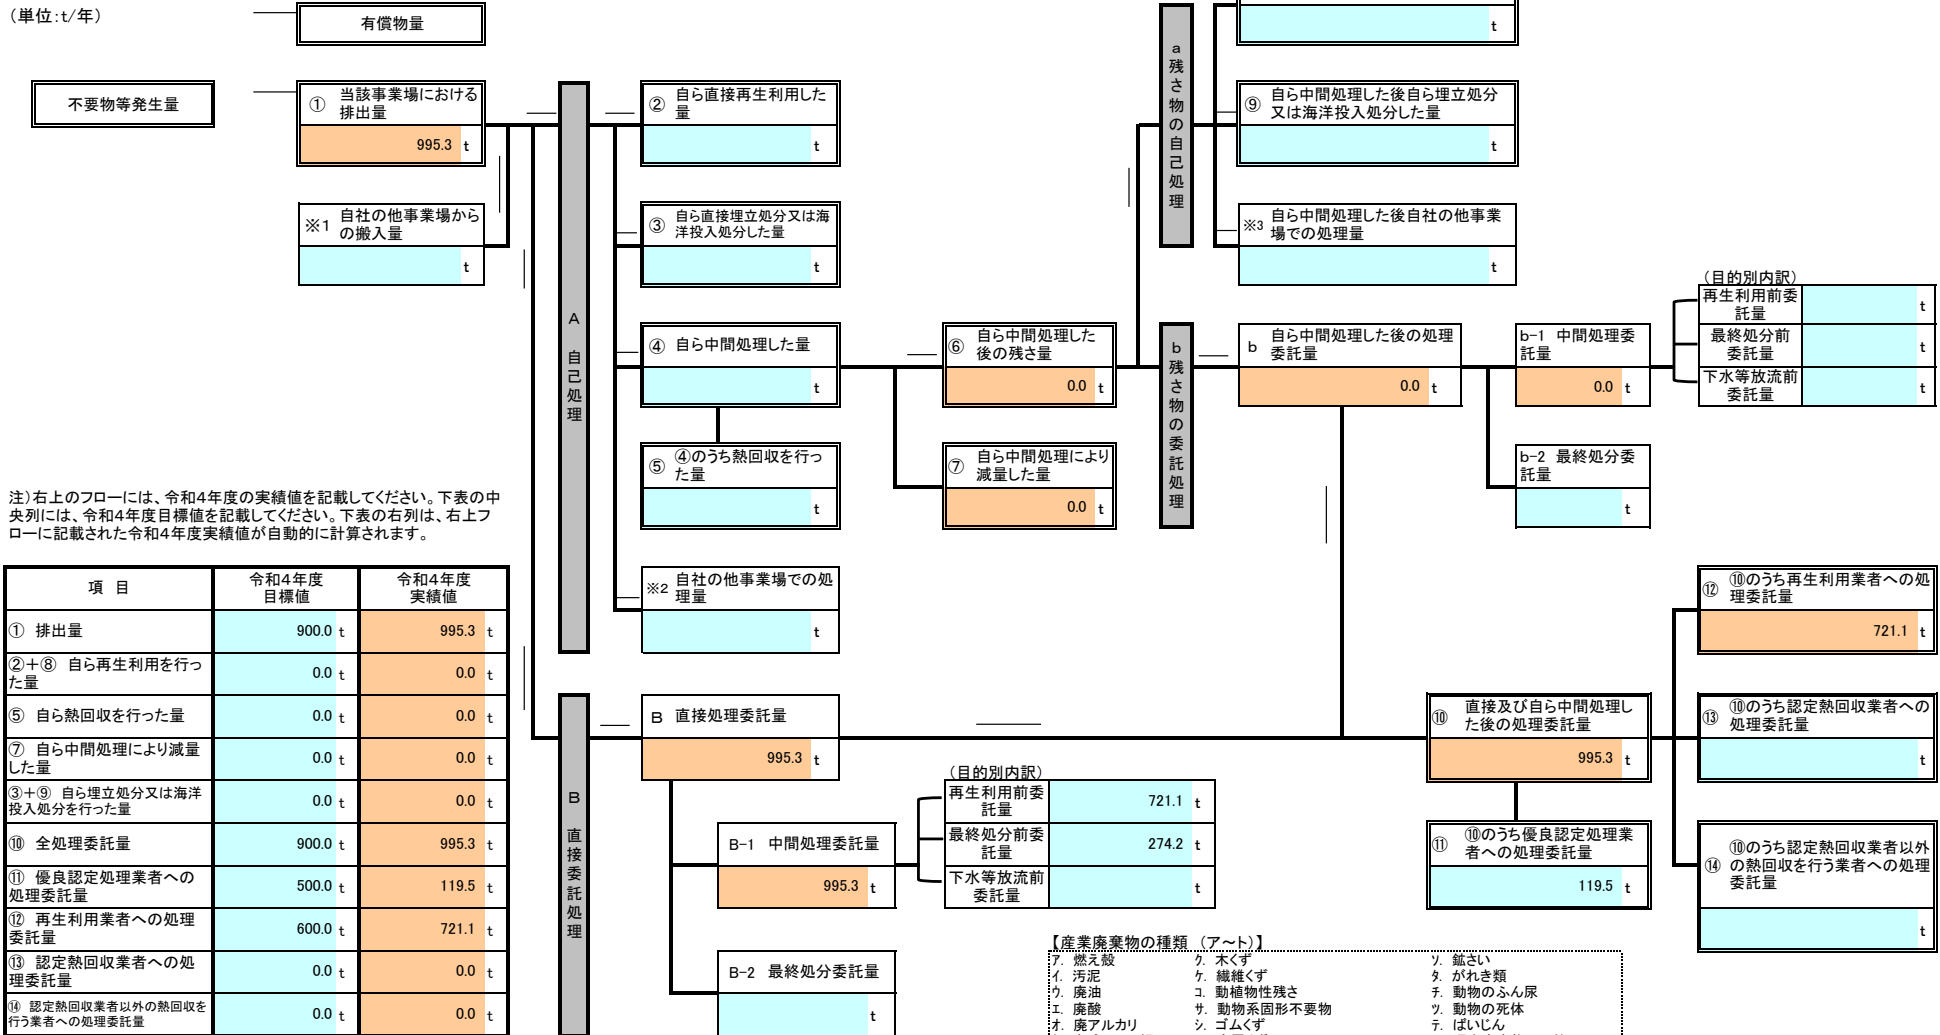 (単位:t/年)
有償物量
t
不要物等発生量
① 当該事業場における
排出量
995.3 t
※1 自社の他事業場から
の搬入量
t
A 自己処理
② 自ら直接再生利用した
量
t
③ 自ら直接埋立処分又は海
洋投入処分した量
t
④ 自ら中間処理した量
t
⑤ ④のうち熱回収を行っ
た量
t
※2 自社の他事業場での処
理量
t
⑥ 自ら中間処理した
後の残さ量
0.0 t
⑦ 自ら中間処理により
減量した量
0.0 t
a 残さ物の自己処理
⑨ 自ら中間処理した後自ら埋立処分
又は海洋投入処分した量
t
※3 自ら中間処理した後自社の他事業
場での処理量
t
b 残さ物の委託処理
b 自ら中間処理した後の処理
委託量
0.0 t
b-1 中間処理委
託量
0.0 t
b-2 最終処分委
託量
t
(目的別内訳)
再生利用前委
託量
t
最終処分前
委託量
t
下水等放流前
委託量
t
注)右上のフローには、令和4年度の実績値を記載してください。下表の中
央列には、令和4年度目標値を記載してください。下表の右列は、右上フ
ローに記載された令和4年度実績値が自動的に計算されます。
項 目 令和4年度
目標値 令和4年度
実績値
① 排出量 900.0 t 995.3 t
②+⑧ 自ら再生利用を行っ
た量 0.0 t 0.0 t
⑤ 自ら熱回収を行った量 0.0 t 0.0 t
⑦ 自ら中間処理により減量
した量 0.0 t 0.0 t
③+⑨ 自ら埋立処分又は海洋
投入処分を行った量 0.0 t 0.0 t
⑩ 全処理委託量 900.0 t 995.3 t
⑪ 優良認定処理業者への
処理委託量 500.0 t 119.5 t
⑫ 再生利用業者への処理
委託量 600.0 t 721.1 t
⑬ 認定熱回収業者への処
理委託量 0.0 t 0.0 t
⑭ 認定熱回収業者以外の熱回収を
行う業者への処理委託量 0.0 t 0.0 t
B 直接委託処理
B 直接処理委託量
995.3 t
B-1 中間処理委託量
995.3 t
B-2 最終処分委託量
t
(目的別内訳)
再生利用前委
託量
721.1 t
最終処分前委
託量
274.2 t
下水等放流前
委託量
t
⑩ 直接及び自ら中間処理し
た後の処理委託量
995.3 t
⑪ ⑩のうち優良認定処理業
者への処理委託量
119.5 t
⑫ ⑩のうち再生利用業者への処
理委託量
721.1 t
⑬ ⑩のうち認定熱回収業者への
処理委託量
t
⑭ ⑩のうち認定熱回収業者以外
の熱回収を行う業者への処理
委託量
t
【産業廃棄物の種類 (ア~ト)】
ア. 燃え殻 ク. 木くず ソ. 鉱さい
イ. 汚泥 ケ. 繊維くず タ. がれき類
ウ. 廃油 コ. 動植物性残さ チ. 動物のふん尿
エ. 廃酸 サ. 動物系固形不要物 ツ. 動物の死体
オ. 廃アルカリ シ. ゴムくず テ. ばいじん